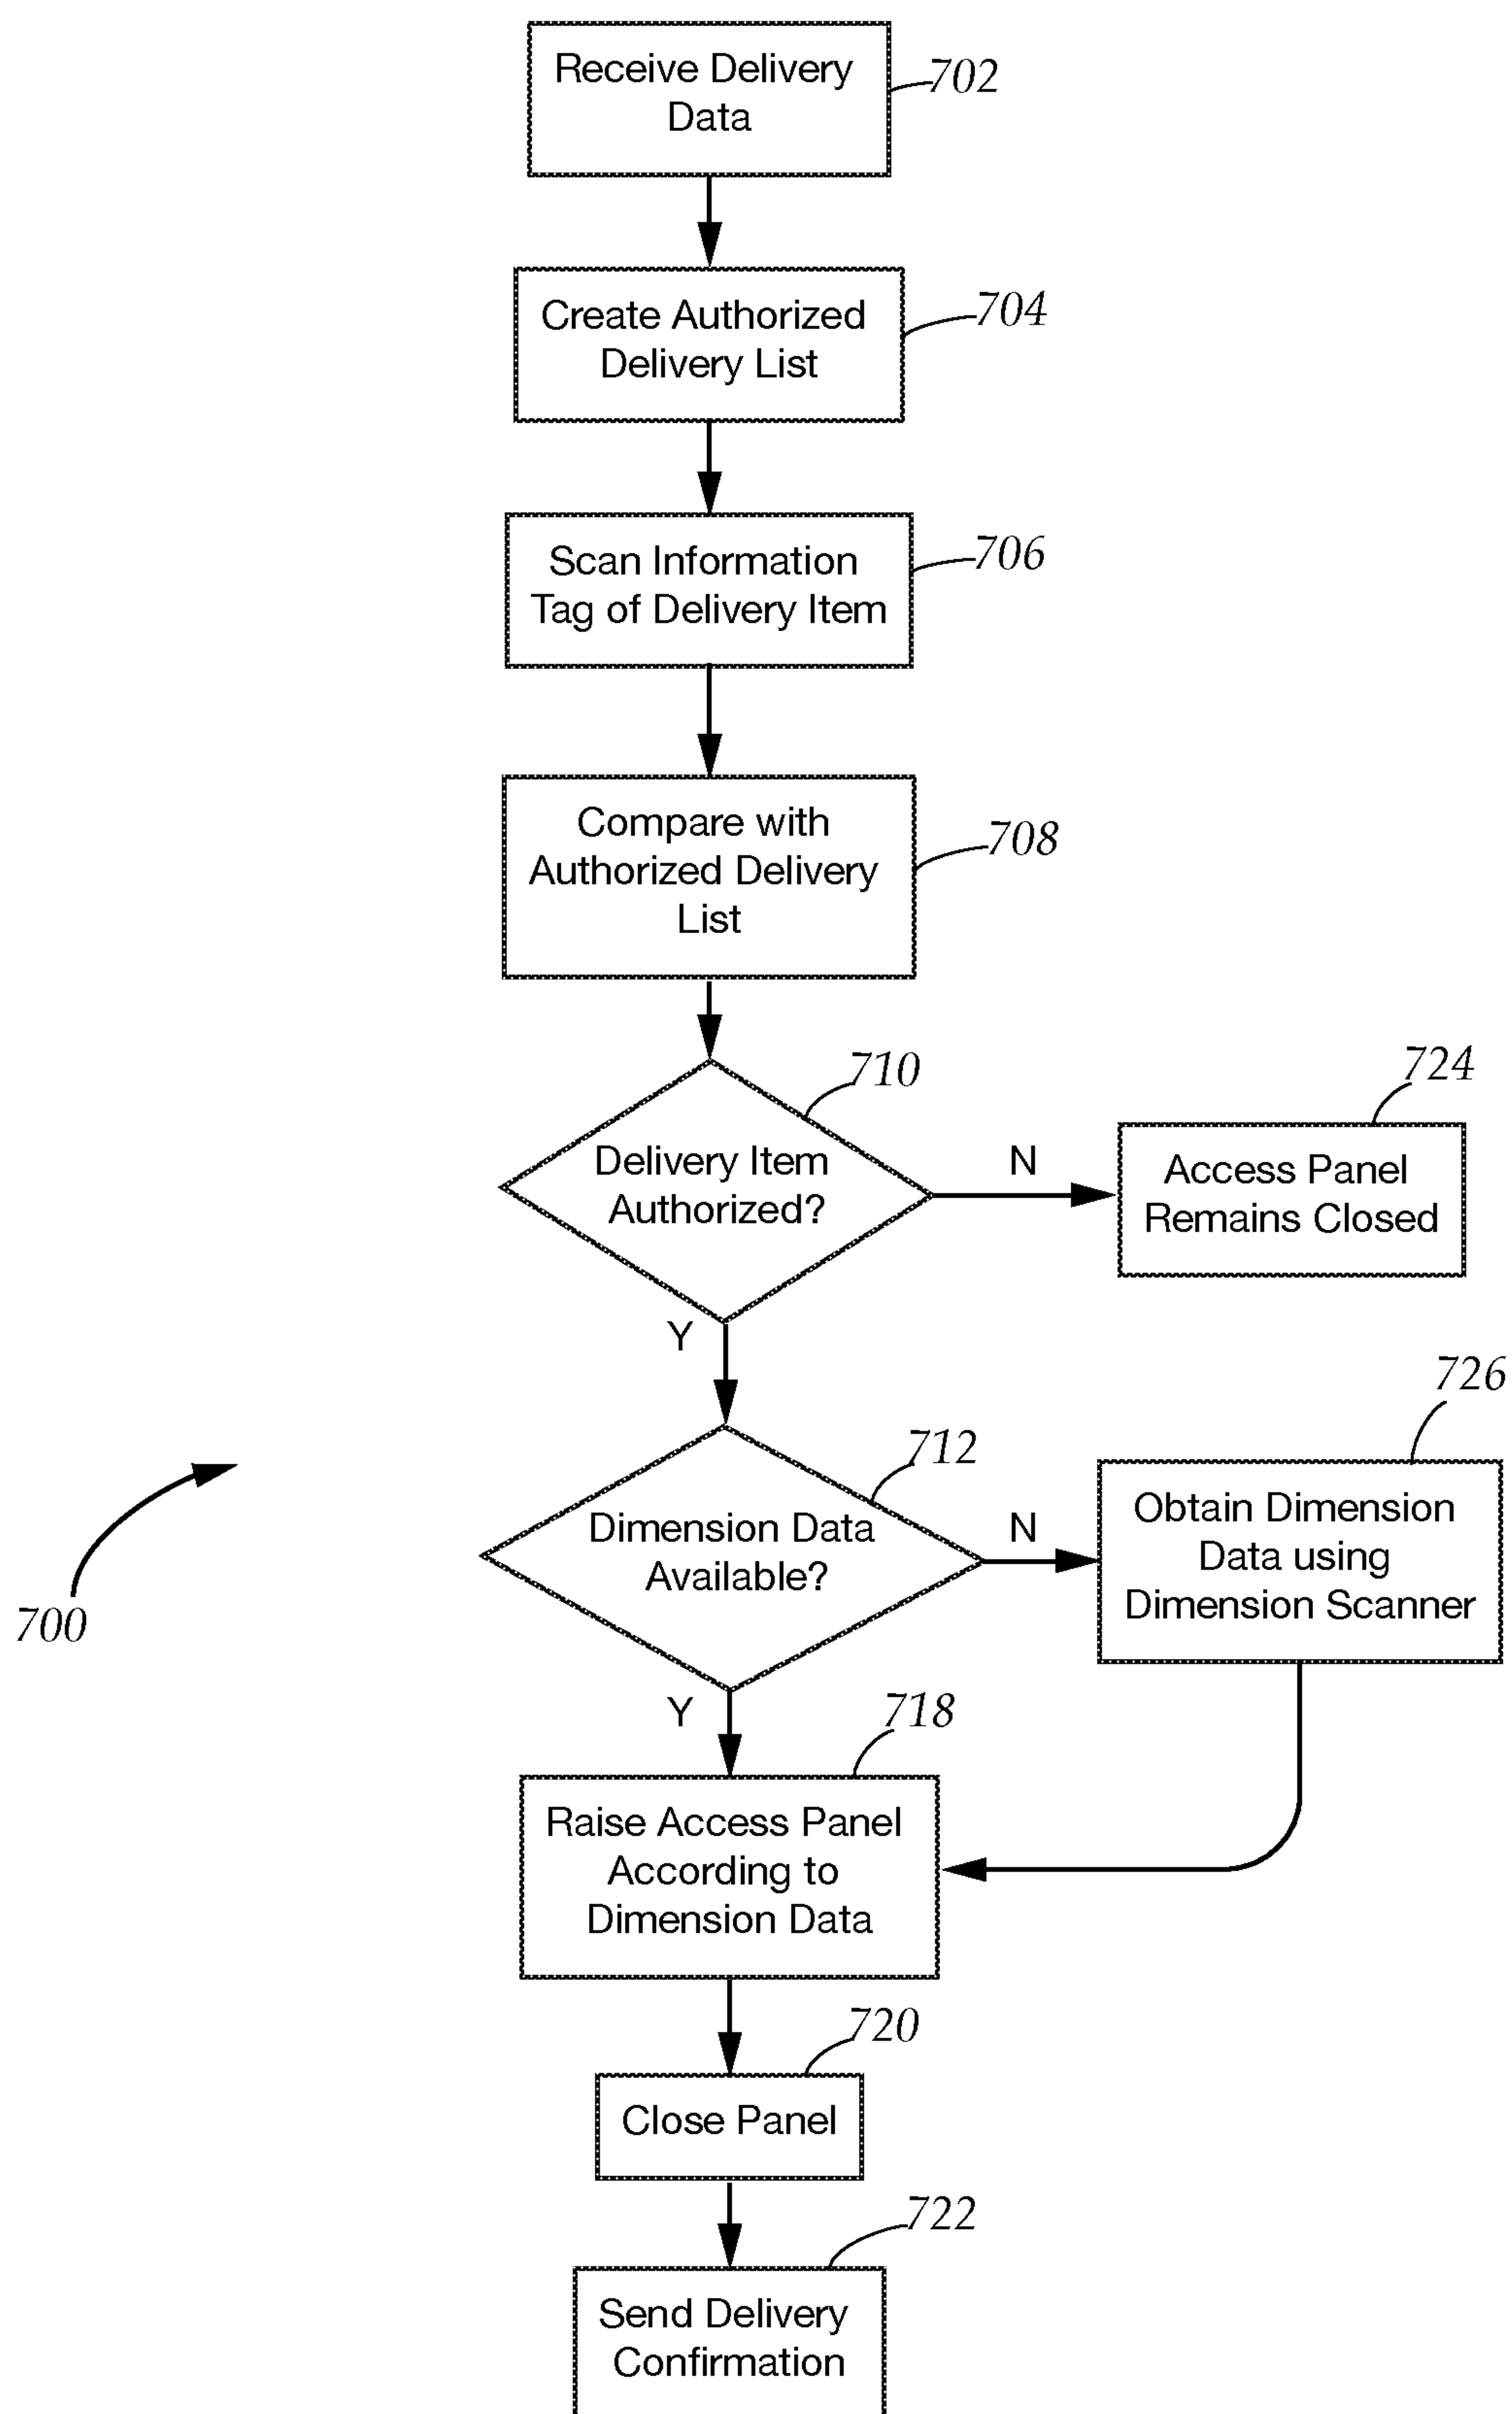 Receive Delivery
Data
702
Create Authorized
Delivery List
704
Scan Information
Tag of Delivery Item
706
Compare with
Authorized Delivery
List
708
710
Delivery Item
Authorized?
N
724
Access Panel
Remains Closed
Y
712
Dimension Data
Available?
N
726
Obtain Dimension
Data using
Dimension Scanner
700
Y
718
Raise Access Panel
According to
Dimension Data
720
Close Panel
722
Send Delivery
Confirmation